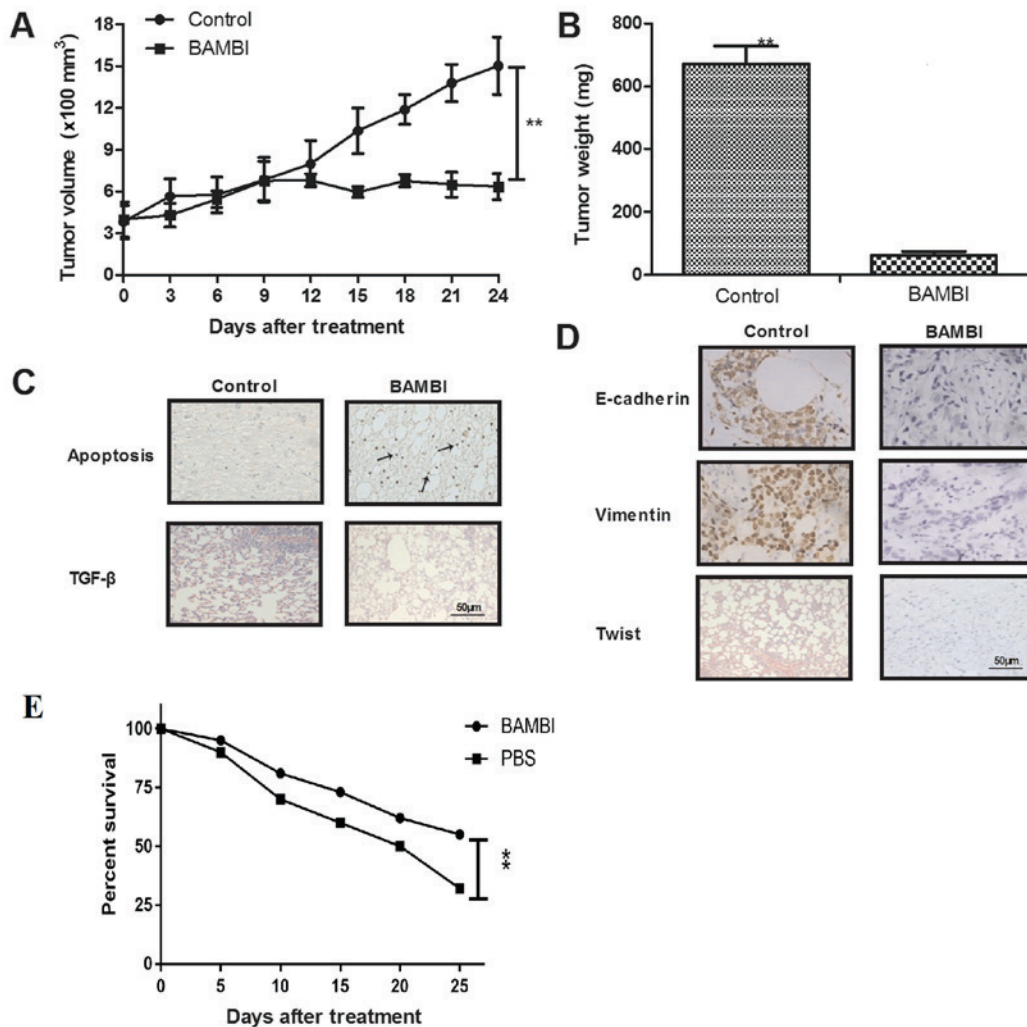 A
Control
BAMBI
Tumor volume (x100 mm³)
18
15
12
9
6
3
0
**
0 3 6 9 12 15 18 21 24
Days after treatment
B
Tumor weight (mg)
800
600
400
200
0
**
Control BAMBI
C
Control BAMBI
Apoptosis
TGF-β
50μm
D
Control BAMBI
E-cadherin
Vimentin
Twist
50μm
E
BAMBI
PBS
Percent survival
100
75
50
25
0
**
0 5 10 15 20 25
Days after treatment